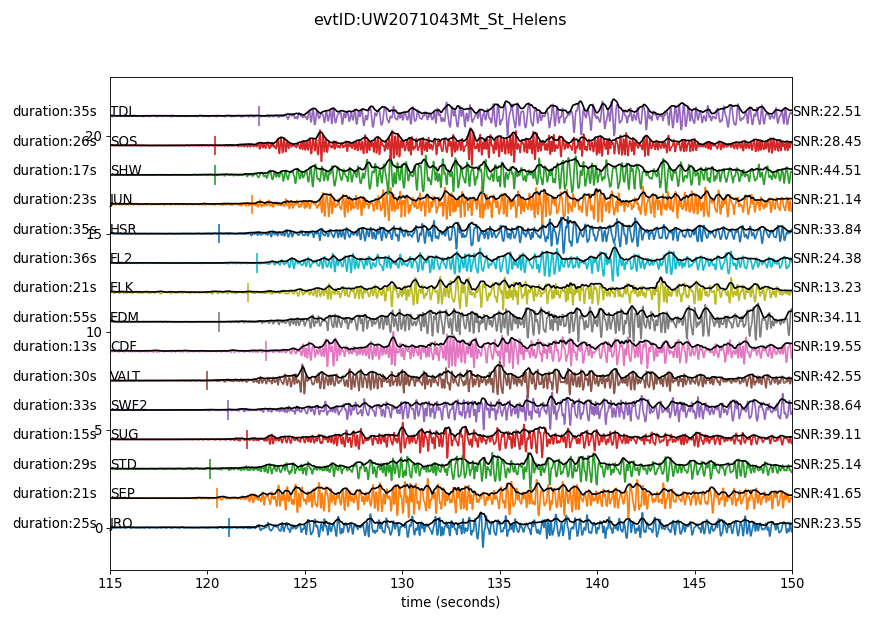 evtID:UW2071043Mt_St_Helens
duration:35s TDL SNR:22.51
20
duration:26s SOS SNR:28.45
duration:17s SHW SNR:44.51
duration:23s JUN SNR:21.14
duration:35s HSR SNR:33.84
15
duration:36s FL2 SNR:24.38
duration:21s ELK SNR:13.23
duration:55s EDM SNR:34.11
10
duration:13s CDF SNR:19.55
duration:30s VALT SNR:42.55
duration:33s SWF2 SNR:38.64
5
duration:15s SUG SNR:39.11
duration:29s STD SNR:25.14
duration:21s SEP SNR:41.65
duration:25s JRO SNR:23.55
0
115 120 125 130 135 140 145 150
time (seconds)